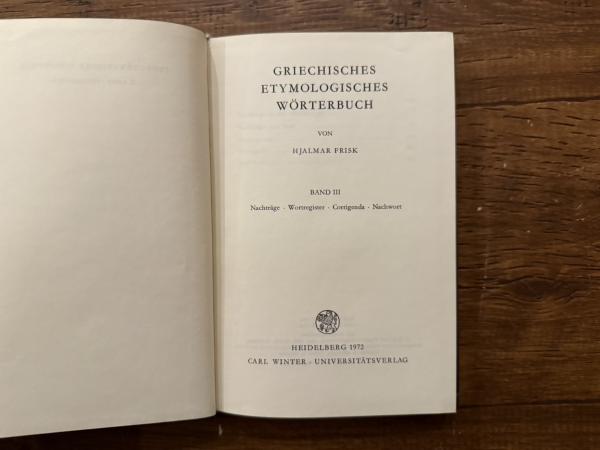 GRIECHISCHES
ETYMOLOGISCHES
WÖRTERBUCH
VON
HJALMAR FRISK
BAND III
Nachträge · Wortregister · Corrigenda · Nachwort
HEIDELBERG 1972
CARL WINTER · UNIVERSITÄTSVERLAG